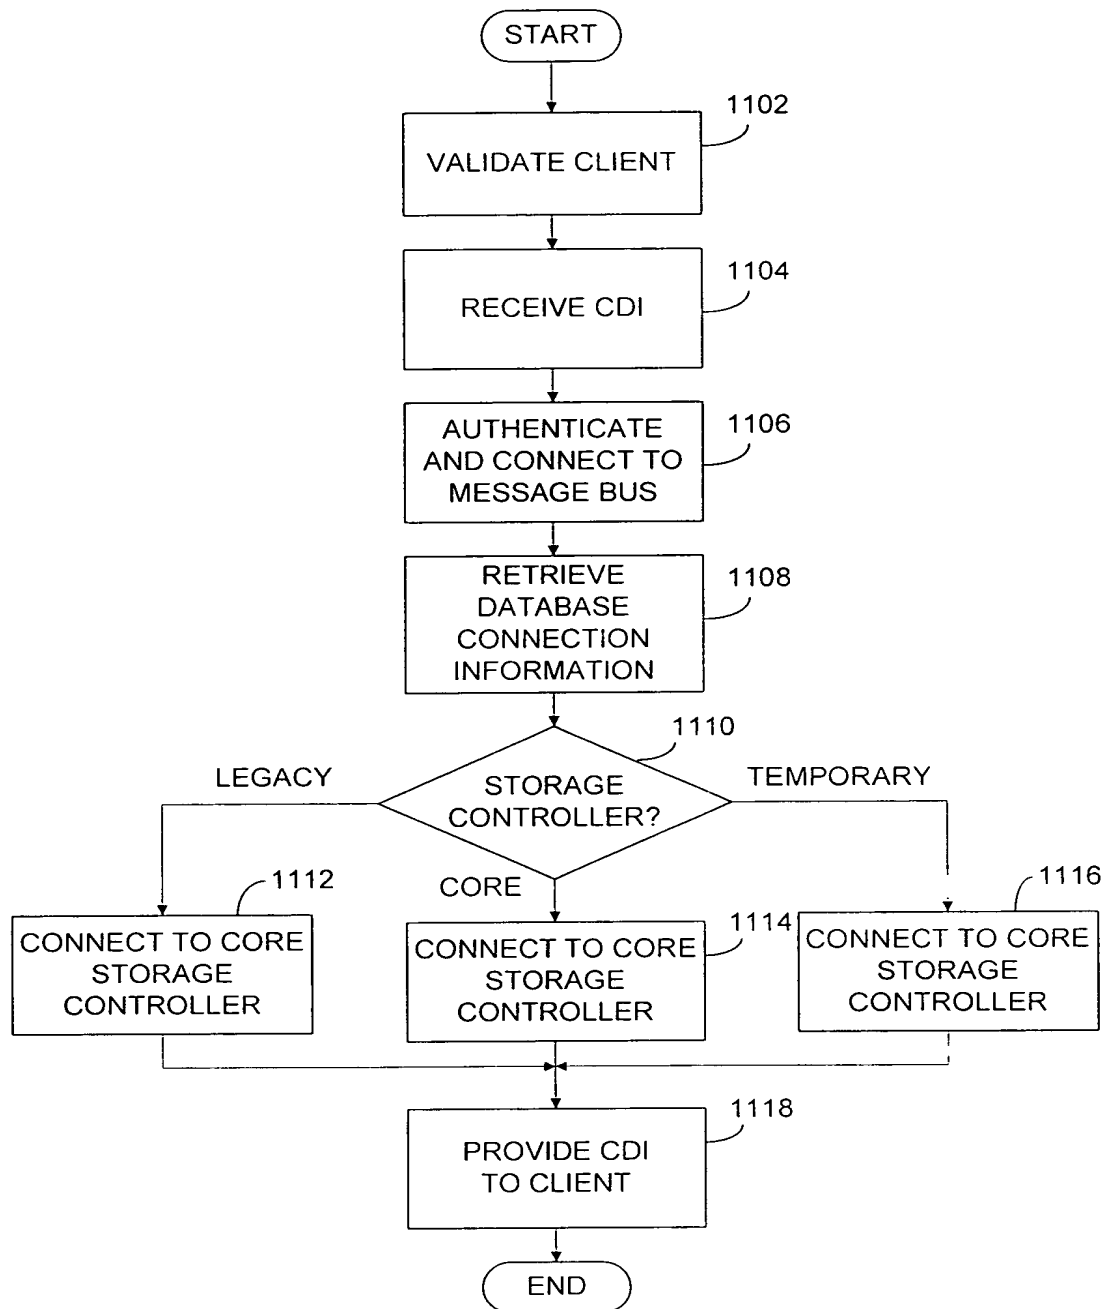 START
1102
VALIDATE CLIENT
1104
RECEIVE CDI
1106
AUTHENTICATE
AND CONNECT TO
MESSAGE BUS
1108
RETRIEVE
DATABASE
CONNECTION
INFORMATION
1110
LEGACY
STORAGE
CONTROLLER?
TEMPORARY
CORE
1112
CONNECT TO CORE
STORAGE
CONTROLLER
1114
CONNECT TO CORE
STORAGE
CONTROLLER
1116
CONNECT TO CORE
STORAGE
CONTROLLER
1118
PROVIDE CDI
TO CLIENT
END